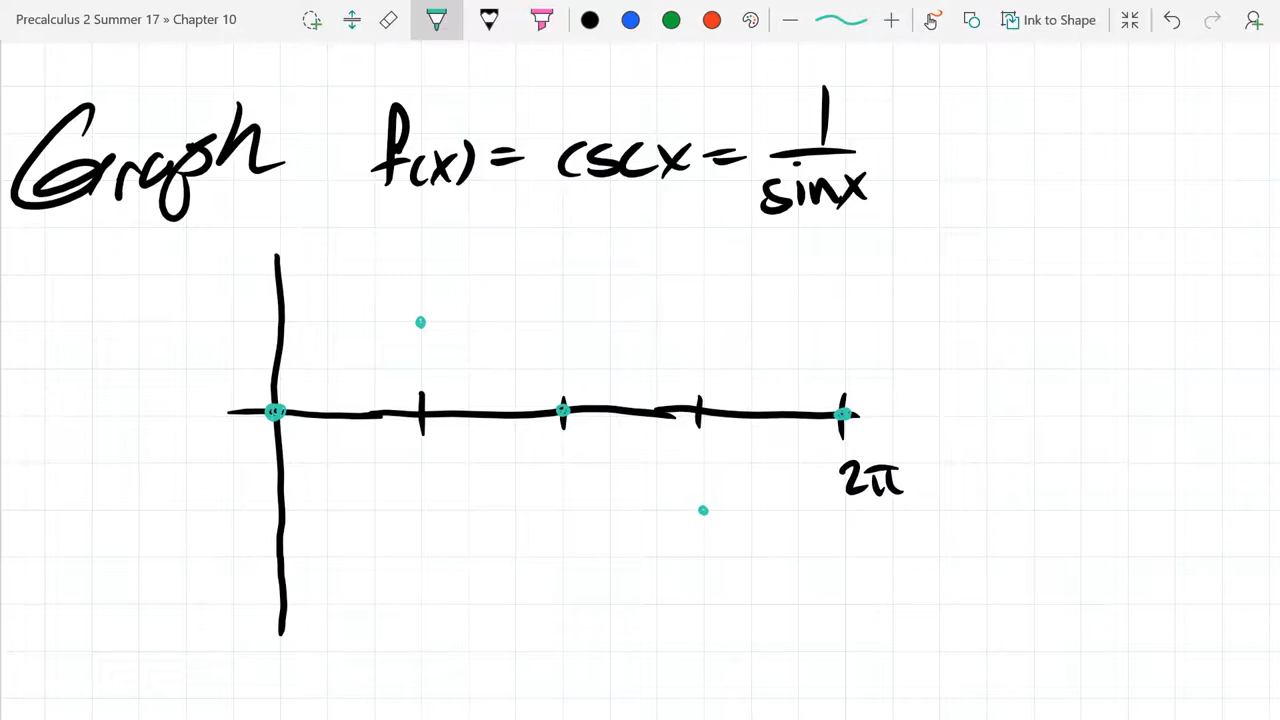 Precalculus 2 Summer 17 » Chapter 10
Ink to Shape
Graph f(x) = cscx = 1/sinx
2π